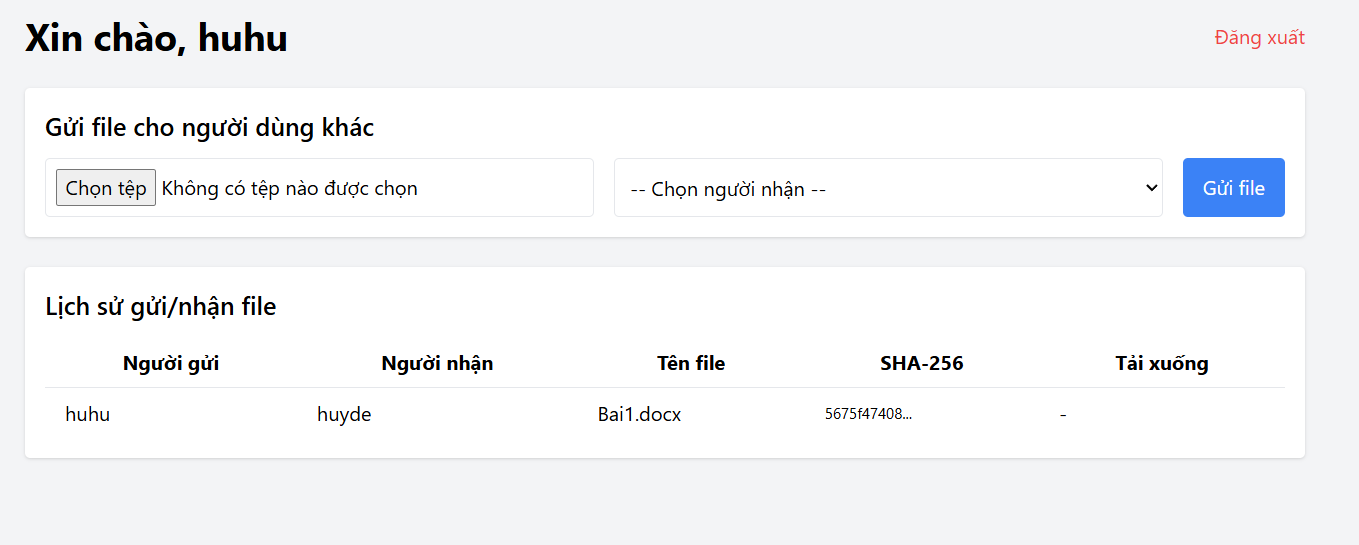 Xin chào, huhu
Đăng xuất
Gửi file cho người dùng khác
Chọn tệp Không có tệp nào được chọn
-- Chọn người nhận --
Gửi file
Lịch sử gửi/nhận file
Người gửi Người nhận Tên file SHA-256 Tải xuống
huhu huyde Bai1.docx 5675f47408... -